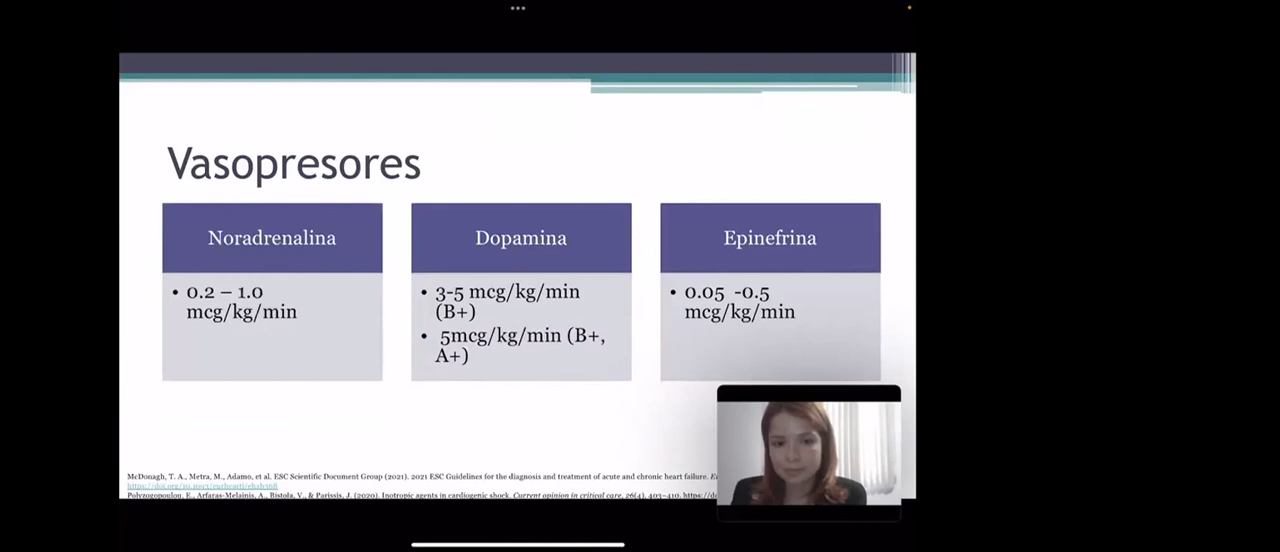 Vasopresores
Noradrenalina
• 0.2 – 1.0
mcg/kg/min
Dopamina
• 3-5 mcg/kg/min
(B+)
• 5mcg/kg/min (B+,
A+)
Epinefrina
• 0.05 -0.5
mcg/kg/min
McDonagh, T. A., Metra, M., Adamo, et al. ESC Scientific Document Group (2021). 2021 ESC Guidelines for the diagnosis and treatment of acute and chronic heart failure.
Polyzogopoulou, E., Arfaras-Melainis, A., Bistola, V., & Parissis, J. (2020). Inotropic agents in cardiogenic shock. Current opinion in critical care, 26(4), 403–410.